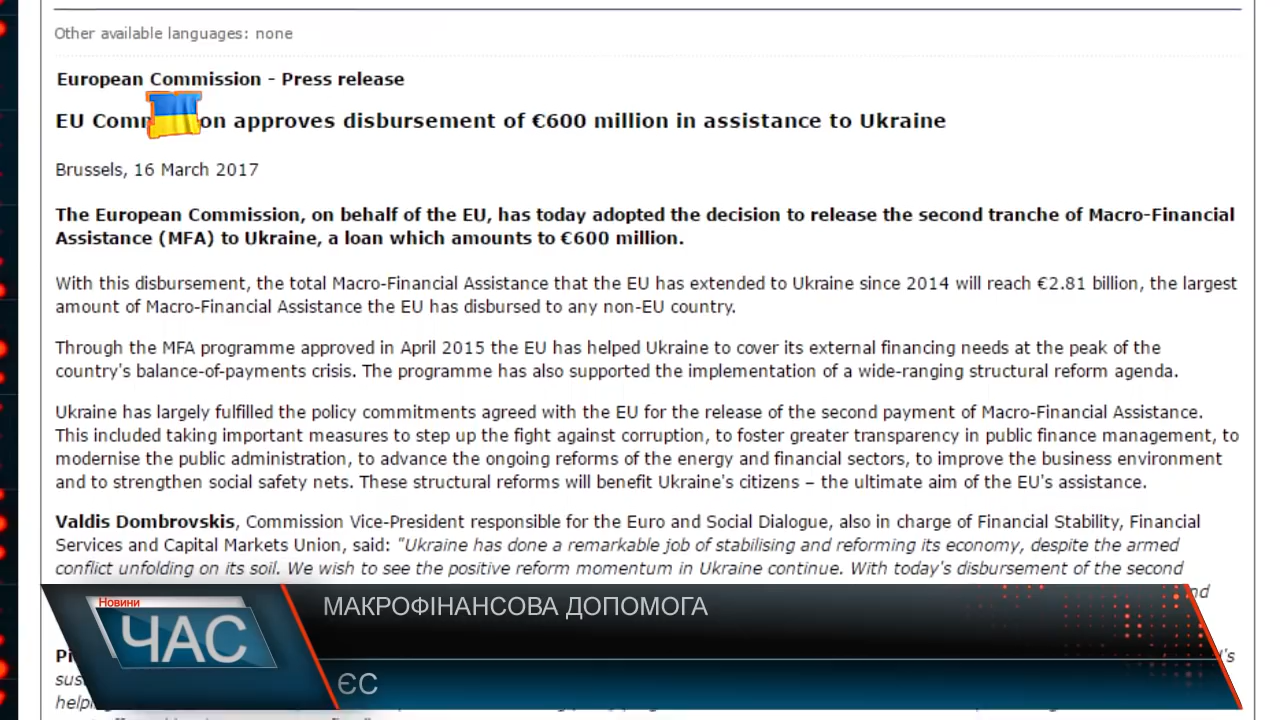 Other available languages: none
European Commission - Press release
EU on approves disbursement of €600 million in assistance to Ukraine
Brussels, 16 March 2017
The European Commission, on behalf of the EU, has today adopted the decision to release the second tranche of Macro-Financial
Assistance (MFA) to Ukraine, a loan which amounts to €600 million.
With this disbursement, the total Macro-Financial Assistance that the EU has extended to Ukraine since 2014 will reach €2.81 billion, the largest
amount of Macro-Financial Assistance the EU has disbursed to any non-EU country.
Through the MFA programme approved in April 2015 the EU has helped Ukraine to cover its external financing needs at the peak of the
country's balance-of-payments crisis. The programme has also supported the implementation of a wide-ranging structural reform agenda.
Ukraine has largely fulfilled the policy commitments agreed with the EU for the release of the second payment of Macro-Financial Assistance.
This included taking important measures to step up the fight against corruption, to foster greater transparency in public finance management, to
modernise the public administration, to advance the ongoing reforms of the energy and financial sectors, to improve the business environment
and to strengthen social safety nets. These structural reforms will benefit Ukraine's citizens – the ultimate aim of the EU's assistance.
Valdis Dombrovskis, Commission Vice-President responsible for the Euro and Social Dialogue, also in charge of Financial Stability, Financial
Services and Capital Markets Union, said: "Ukraine has done a remarkable job of stabilising and reforming its economy, despite the armed
conflict unfolding on its soil. We wish to see the positive reform momentum in Ukraine continue. With today's disbursement of the second
Новини
ЧАС
МАКРОФІНАНСОВА ДОПОМОГА
ЄС